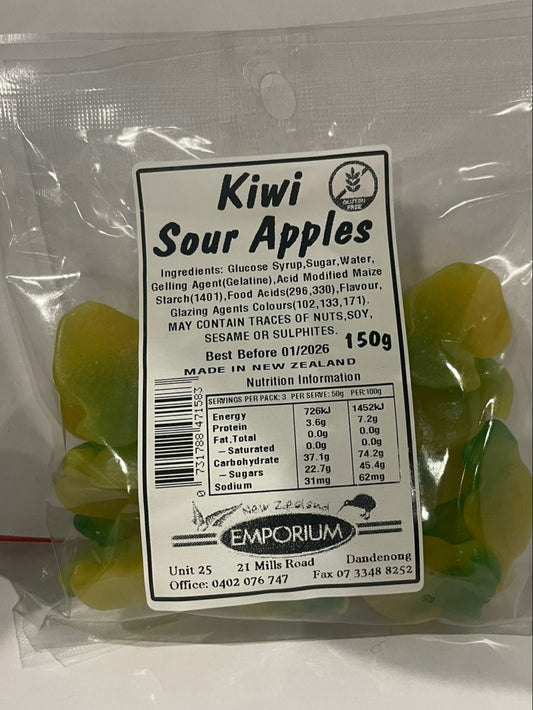 Kiwi
GLUTEN
FREE
Sour Apples
Ingredients: Glucose Syrup,Sugar,Water,
Gelling Agent(Gelatine),Acid Modified Maize
Starch(1401),Food Acids(296,330),Flavour,
Glazing Agents Colours(102,133,171).
MAY CONTAIN TRACES OF NUTS,SOY,
SESAME OR SULPHITES.
150g
Best Before 01/2026
MADE IN NEW ZEALAND
Nutrition Information
SERVINGS PER PACK: 3 PER SERVE: 50g PER:100g
Energy 726kJ 1452kJ
Protein 3.6g 7.2g
Fat,Total 0.0g 0.0g
– Saturated 0.0g 0.0g
Carbohydrate 37.1g 74.2g
– Sugars 22.7g 45.4g
Sodium 31mg 62mg
0 731788 471583
New Zealand
EMPORIUM
Unit 25 21 Mills Road Dandenong
Office: 0402 076 747 Fax 07 3348 8252